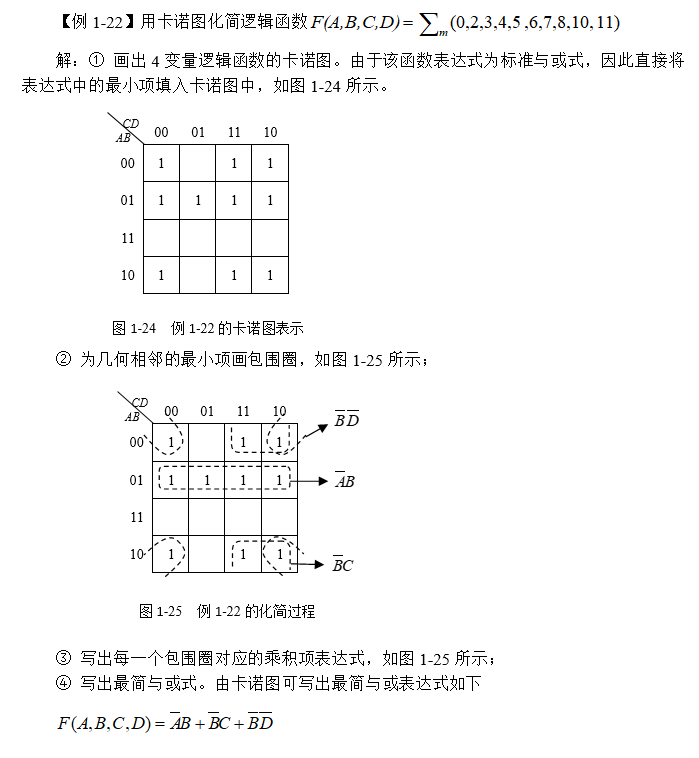 【例 1-22】用卡诺图化简逻辑函数 F(A,B,C,D) = ∑m(0,2,3,4,5 ,6,7,8,10, 11)
解：① 画出 4 变量逻辑函数的卡诺图。由于该函数表达式为标准与或式，因此直接将
表达式中的最小项填入卡诺图中，如图 1-24 所示。
CD
AB
00 01 11 10
00 1 1 1
01 1 1 1 1
11
10 1 1 1
图 1-24 例 1-22 的卡诺图表示
② 为几何相邻的最小项画包围圈，如图 1-25 所示；
CD
AB
00 01 11 10
B̅D̅
00 1 1 1
01 1 1 1 1 A̅B
11
10 1 1 1
B̅C
图 1-25 例 1-22 的化简过程
③ 写出每一个包围圈对应的乘积项表达式，如图 1-25 所示；
④ 写出最简与或式。由卡诺图可写出最简与或表达式如下
F(A,B,C,D) = A̅B + B̅C + B̅D̅